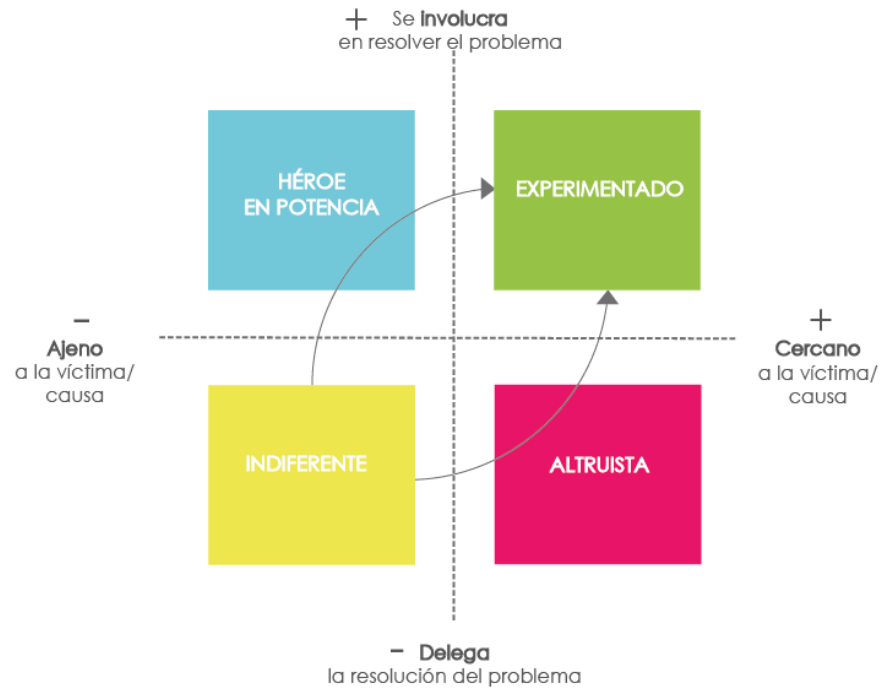 + Se involucra
en resolver el problema
HÉROE
EN POTENCIA
EXPERIMENTADO
-
Ajeno
a la víctima/
causa
+
Cercano
a la víctima/
causa
INDIFERENTE
ALTRUISTA
- Delega
la resolución del problema